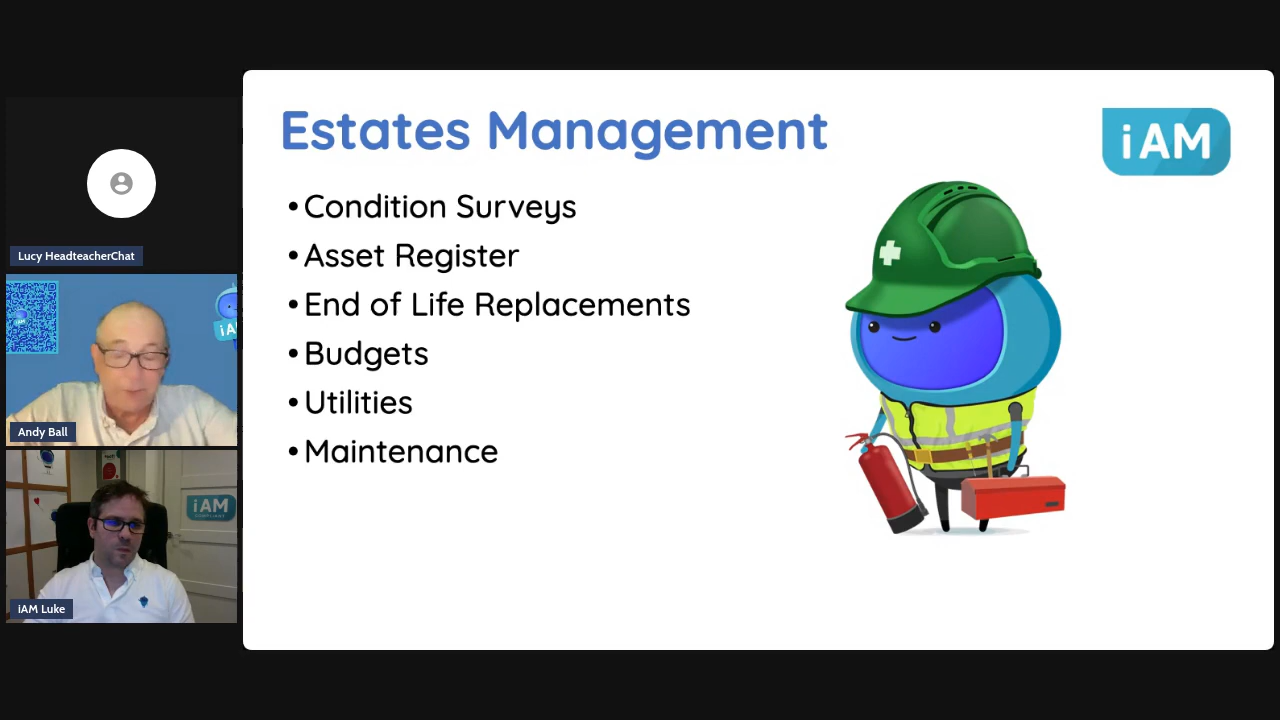 Estates Management
iAM
• Condition Surveys
• Asset Register
• End of Life Replacements
• Budgets
• Utilities
• Maintenance
Lucy HeadteacherChat
iA
Andy Ball
iAM
iAM Luke